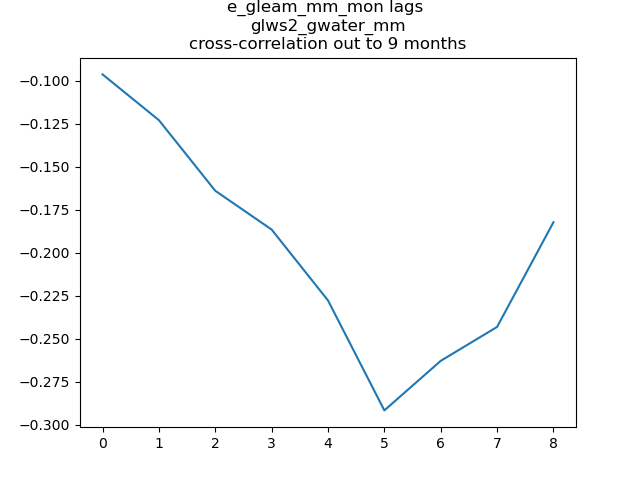 e_gleam_mm_mon lags
glws2_gwater_mm
cross-correlation out to 9 months
−0.100
−0.125
−0.150
−0.175
−0.200
−0.225
−0.250
−0.275
−0.300
0 1 2 3 4 5 6 7 8